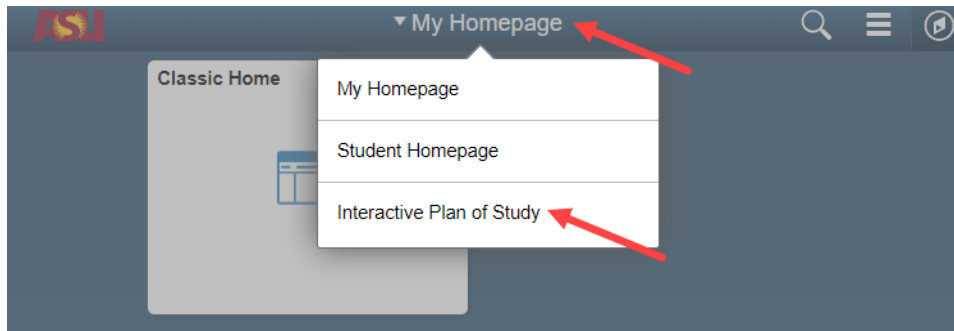 ASU
▼ My Homepage
Classic Home
My Homepage
Student Homepage
Interactive Plan of Study